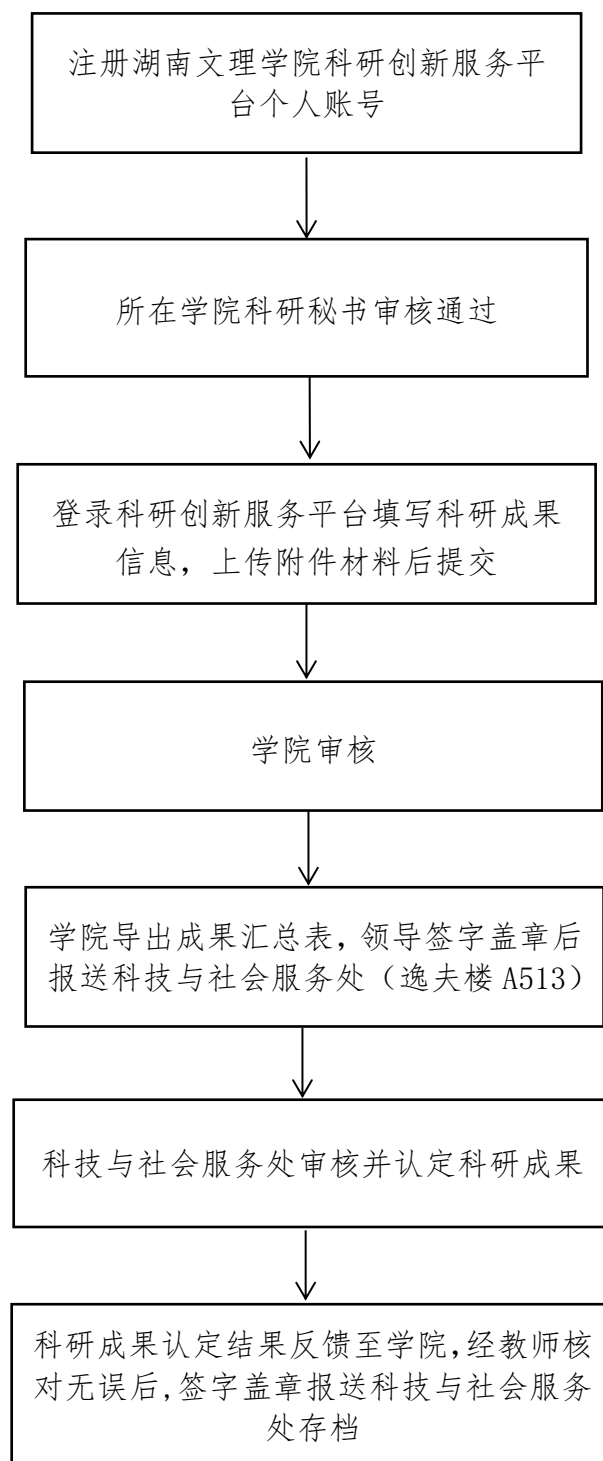 注册湖南文理学院科研创新服务平
台个人账号
所在学院科研秘书审核通过
登录科研创新服务平台填写科研成果
信息，上传附件材料后提交
学院审核
学院导出成果汇总表，领导签字盖章后
报送科技与社会服务处（逸夫楼 A513）
科技与社会服务处审核并认定科研成果
科研成果认定结果反馈至学院，经教师核
对无误后，签字盖章报送科技与社会服务
处存档